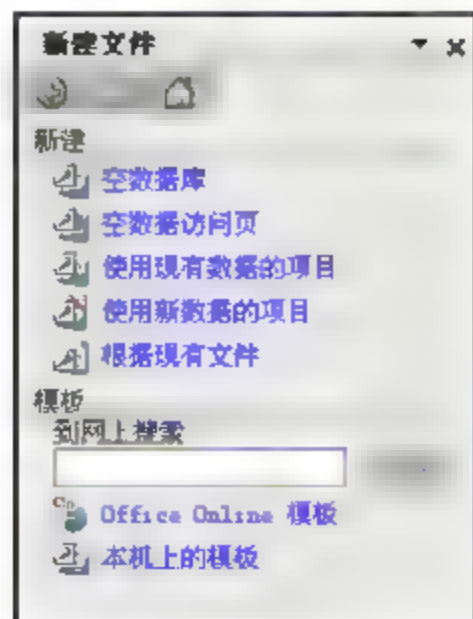 新建文件
新建
空数据库
空数据访问页
使用现有数据的项目
使用新数据的项目
根据现有文件
模板
到网上搜索
Office Online 模板
本机上的模板